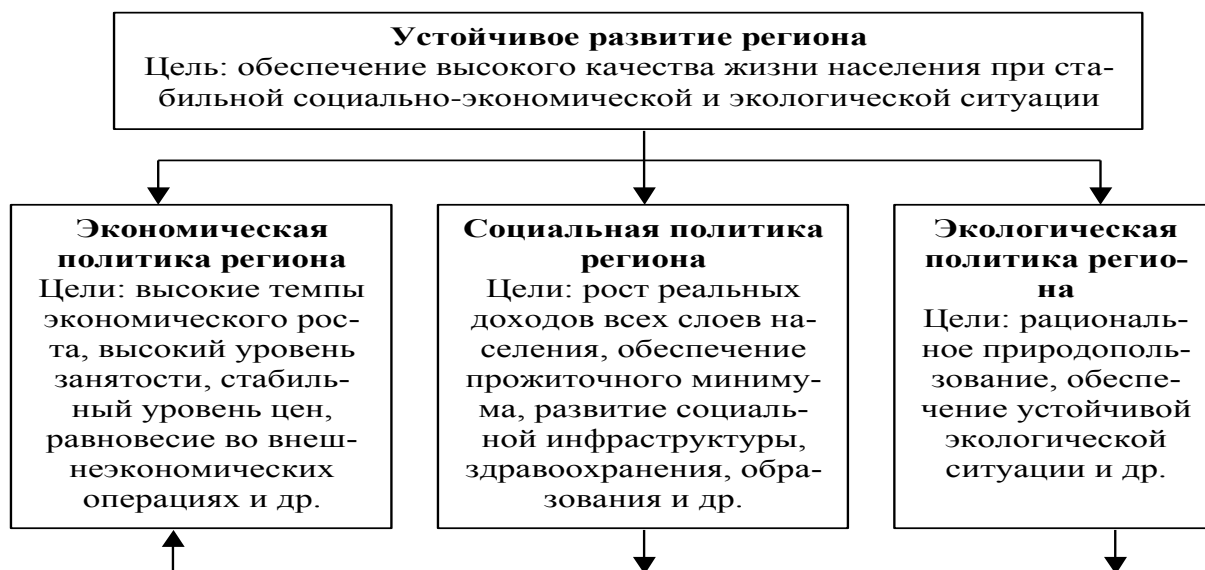 Устойчивое развитие региона
Цель: обеспечение высокого качества жизни населения при ста-
бильной социально-экономической и экологической ситуации
Экономическая
политика региона
Цели: высокие темпы
экономического рос-
та, высокий уровень
занятости, стабиль-
ный уровень цен,
равновесие во внеш-
неэкономических
операциях и др.
Социальная политика
региона
Цели: рост реальных
доходов всех слоев на-
селения, обеспечение
прожиточного миниму-
ма, развитие социаль-
ной инфраструктуры,
здравоохранения, обра-
зования и др.
Экологическая
политика регио-
на
Цели: рациональ-
ное природополь-
зование, обеспе-
чение устойчивой
экологической
ситуации и др.